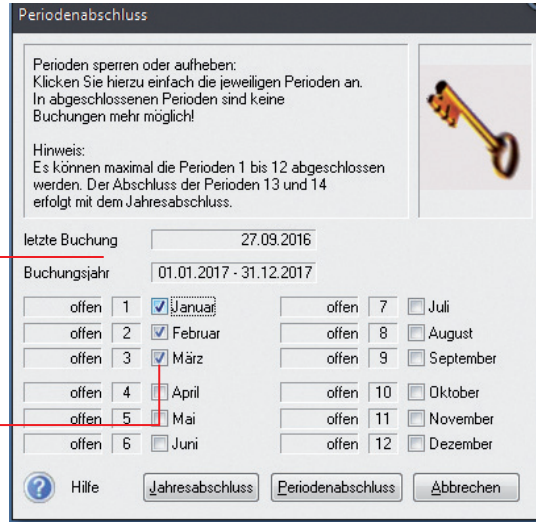 Periodenabschluss
Perioden sperren oder aufheben:
Klicken Sie hierzu einfach die jeweiligen Perioden an.
In abgeschlossenen Perioden sind keine
Buchungen mehr möglich!
Hinweis:
Es können maximal die Perioden 1 bis 12 abgeschlossen
werden. Der Abschluss der Perioden 13 und 14
erfolgt mit dem Jahresabschluss.
letzte Buchung 27.09.2016
Buchungsjahr 01.01.2017 - 31.12.2017
offen 1 Januar offen 7 Juli
offen 2 Februar offen 8 August
offen 3 März offen 9 September
offen 4 April offen 10 Oktober
offen 5 Mai offen 11 November
offen 6 Juni offen 12 Dezember
? Hilfe Jahresabschluss Periodenabschluss Abbrechen